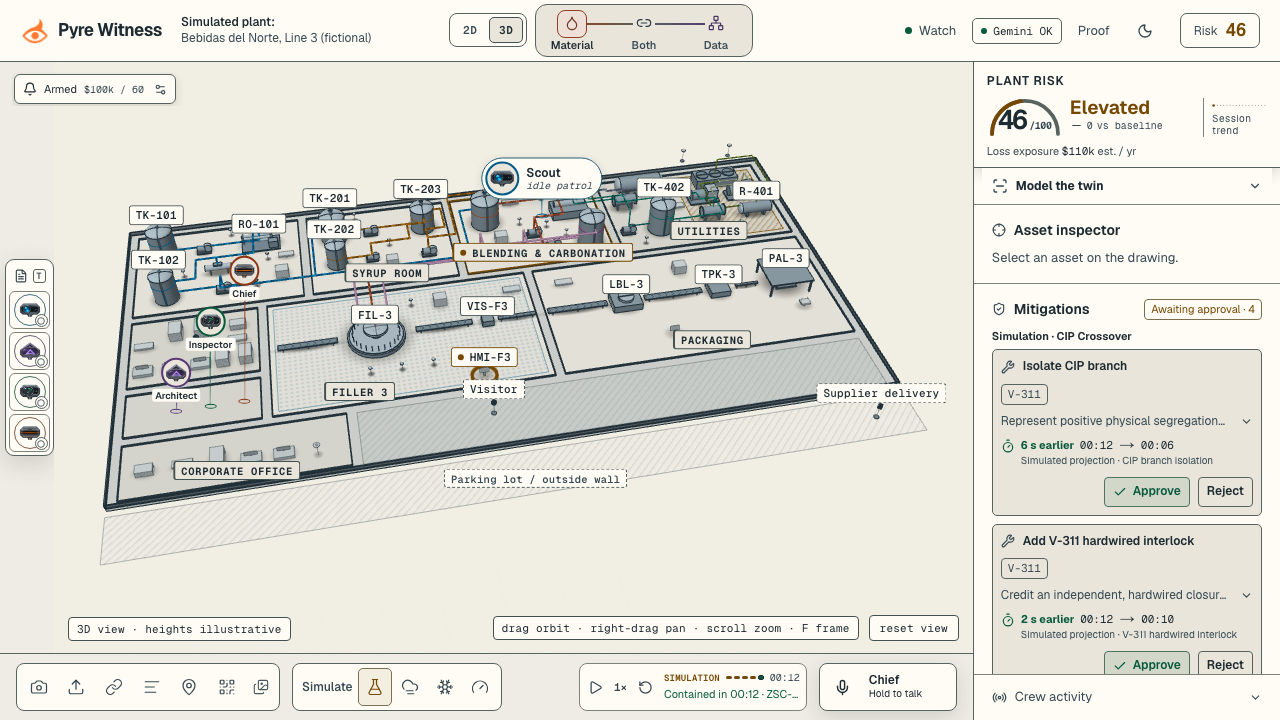 Pyre Witness
Simulated plant:
Bebidas del Norte, Line 3 (fictional)
2D
3D
Material
Both
Data
Watch
Gemini OK
Proof
Risk 46
Armed $100k / 60
T
Scout
idle patrol
TK-101
TK-102
RO-101
TK-201
TK-202
TK-203
TK-402
R-401
UTILITIES
BLENDING & CARBONATION
SYRUP ROOM
Chief
Inspector
Architect
FIL-3
VIS-F3
LBL-3
TPK-3
PAL-3
PACKAGING
HMI-F3
Visitor
FILLER 3
Supplier delivery
CORPORATE OFFICE
Parking lot / outside wall
3D view · heights illustrative
drag orbit · right-drag pan · scroll zoom · F frame
reset view
Simulate
1×
SIMULATION
00:12
Contained in 00:12 · ZSC-…
Chief
Hold to talk
PLANT RISK
46 /100
Elevated
— 0 vs baseline
Session trend
Loss exposure $110k est. / yr
Model the twin
Asset inspector
Select an asset on the drawing.
Mitigations
Awaiting approval · 4
Simulation · CIP Crossover
Isolate CIP branch
V-311
Represent positive physical segregation…
6 s earlier 00:12 → 00:06
Simulated projection · CIP branch isolation
Approve
Reject
Add V-311 hardwired interlock
V-311
Credit an independent, hardwired closur…
2 s earlier 00:12 → 00:10
Simulated projection · V-311 hardwired interlock
Approve
Reject
Crew activity